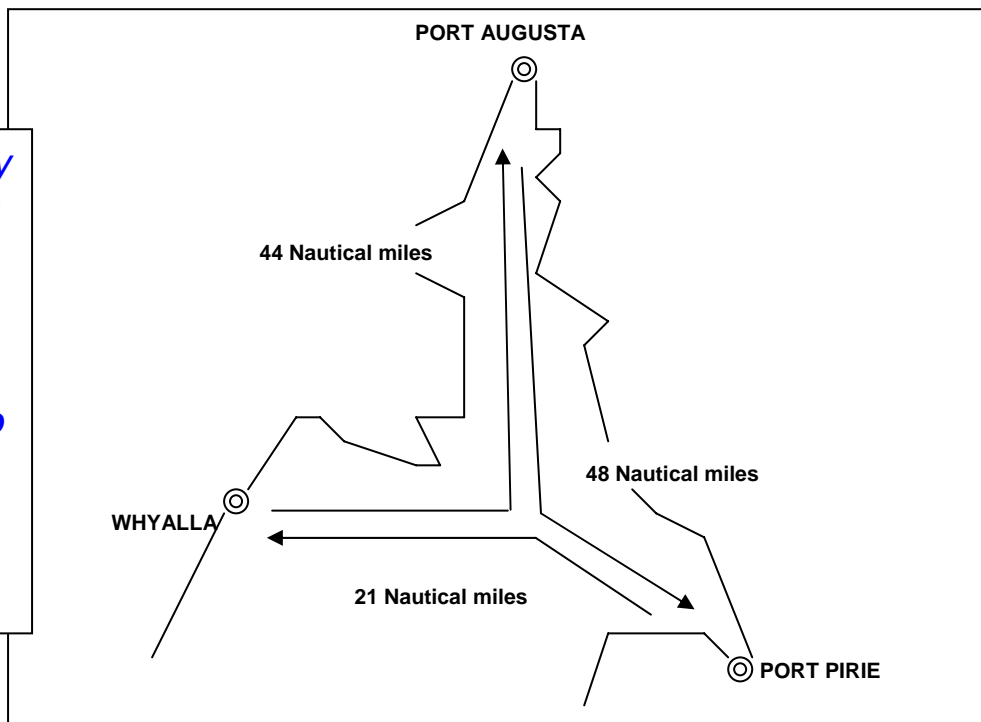 PORT AUGUSTA
44 Nautical miles
48 Nautical miles
WHYALLA
21 Nautical miles
PORT PIRIE